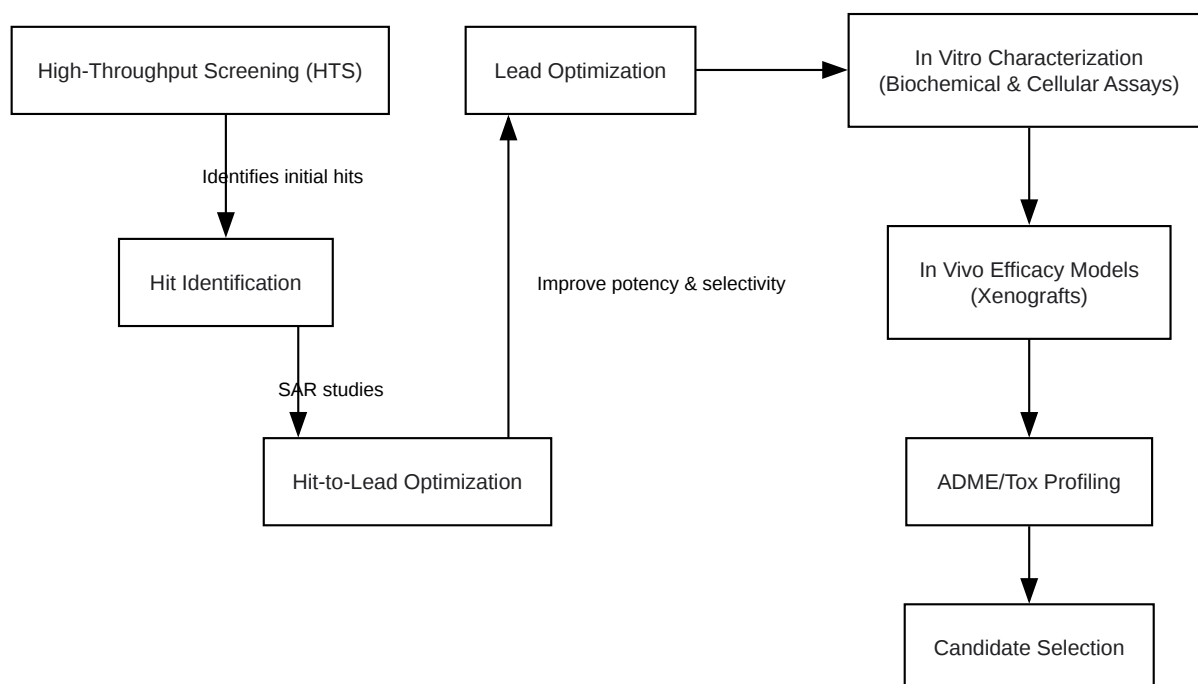 High-Throughput Screening (HTS)
Identifies initial hits
Hit Identification
SAR studies
Hit-to-Lead Optimization
Improve potency & selectivity
Lead Optimization
In Vitro Characterization
(Biochemical & Cellular Assays)
In Vivo Efficacy Models
(Xenografts)
ADME/Tox Profiling
Candidate Selection